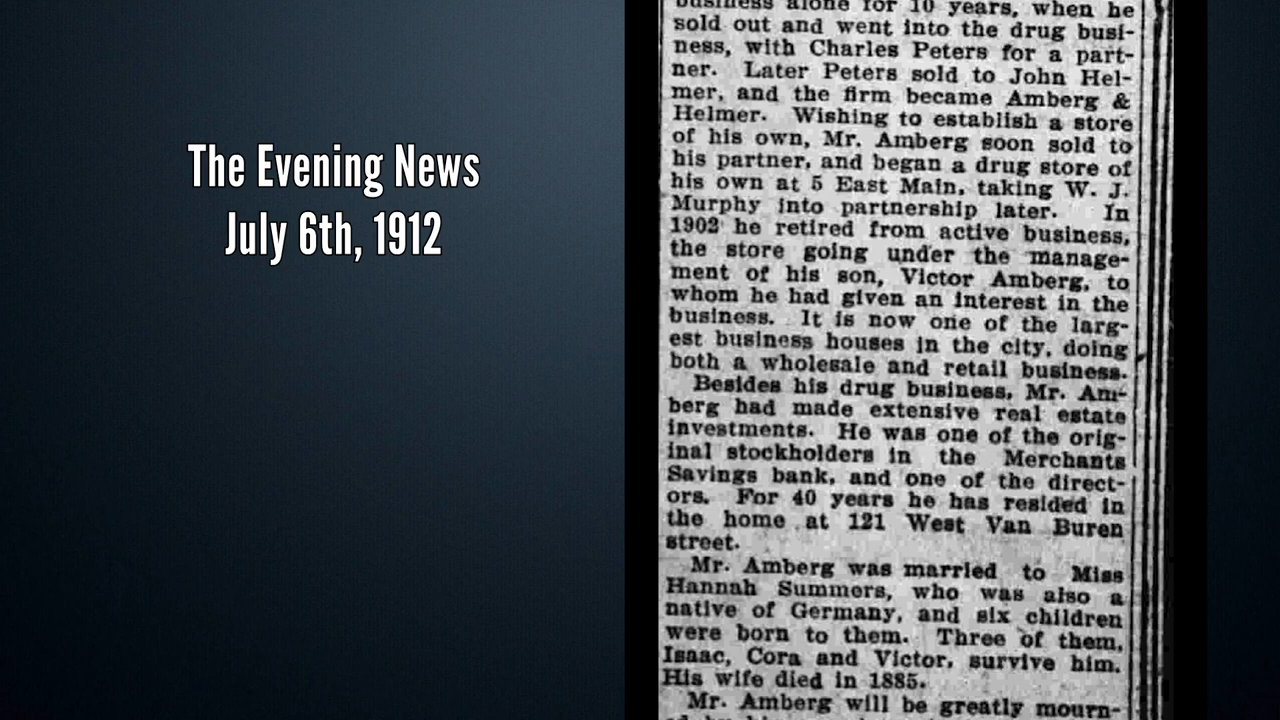 The Evening News
July 6th, 1912
business alone for 10 years, when he
sold out and went into the drug busi-
ness, with Charles Peters for a part-
ner. Later Peters sold to John Hel-
mer, and the firm became Amberg &
Helmer. Wishing to establish a store
of his own, Mr. Amberg soon sold to
his partner, and began a drug store of
his own at 5 East Main, taking W. J.
Murphy into partnership later. In
1902 he retired from active business,
the store going under the manage-
ment of his son, Victor Amberg, to
whom he had given an interest in the
business. It is now one of the larg-
est business houses in the city, doing
both a wholesale and retail business.
Besides his drug business, Mr. Am-
berg had made extensive real estate
investments. He was one of the orig-
inal stockholders in the Merchants
Savings bank, and one of the direct-
ors. For 40 years he has resided in
the home at 121 West Van Buren
street.
Mr. Amberg was married to Miss
Hannah Summers, who was also a
native of Germany, and six children
were born to them. Three of them,
Isaac, Cora and Victor, survive him.
His wife died in 1885.
Mr. Amberg will be greatly mourn-